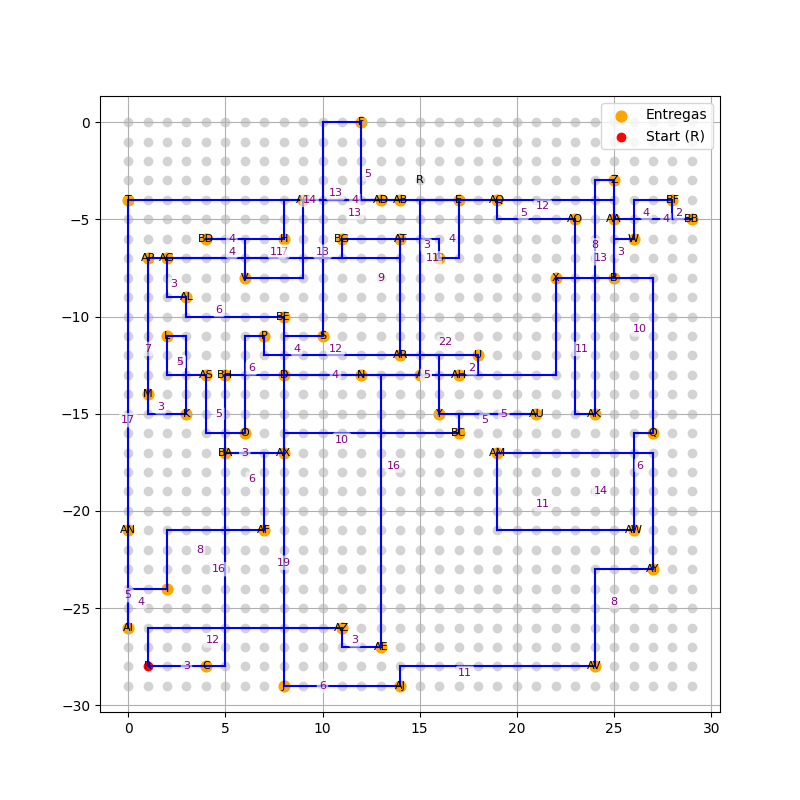 Entregas
Start (R)
F
5
R
Z
T
14
13
4
AD
AB
E
AQ
12
BF
13
BB
AO
AA
4
4
2
BD
4
H
BG
AT
3
4
W
8
AP
AG
4
11
13
11
13
3
V
9
X
B
3
AL
6
BE
10
L
P
S
7
5
4
12
AR
22
U
11
6
2
AS
BH
D
4
N
5
AH
M
3
K
5
Y
5
5
AU
AK
O
10
BC
Q
BA
3
AX
AM
16
6
17
6
14
AN
AF
11
AW
8
19
16
AY
5
4
8
AI
12
AZ
3
AE
3
C
11
AV
J
6
AJ
0
−5
−10
−15
−20
−25
−30
0
5
10
15
20
25
30